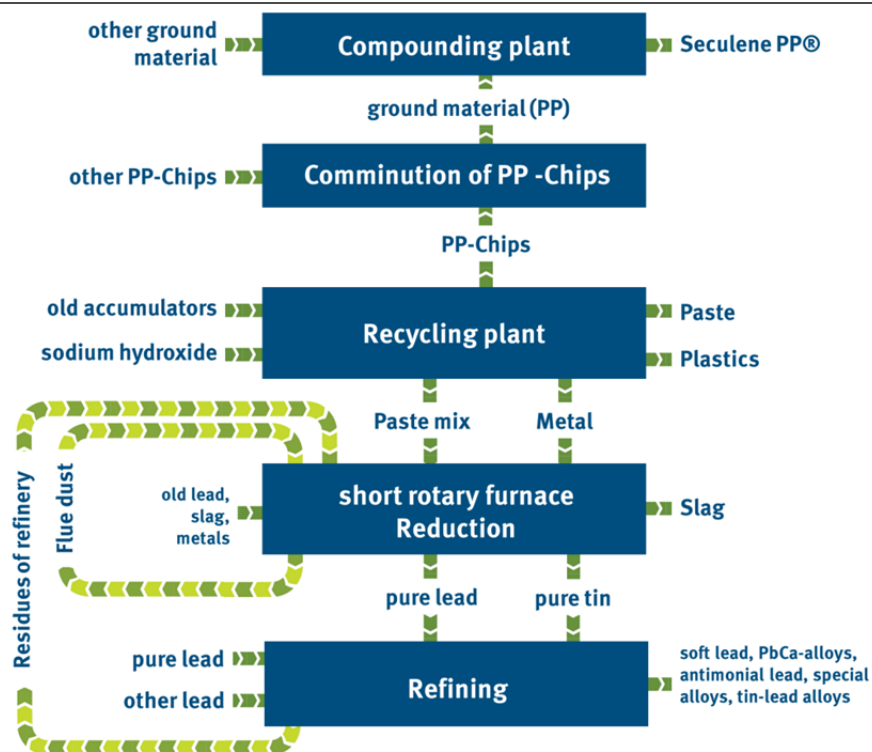 other ground
material
Compounding plant
Seculene PP®
ground material (PP)
other PP-Chips
Comminution of PP -Chips
PP-Chips
old accumulators
sodium hydroxide
Recycling plant
Paste
Plastics
Paste mix
Metal
Residues of refinery
Flue dust
old lead,
slag,
metals
short rotary furnace
Reduction
Slag
pure lead
pure tin
pure lead
other lead
Refining
soft lead, PbCa-alloys,
antimonial lead, special
alloys, tin-lead alloys